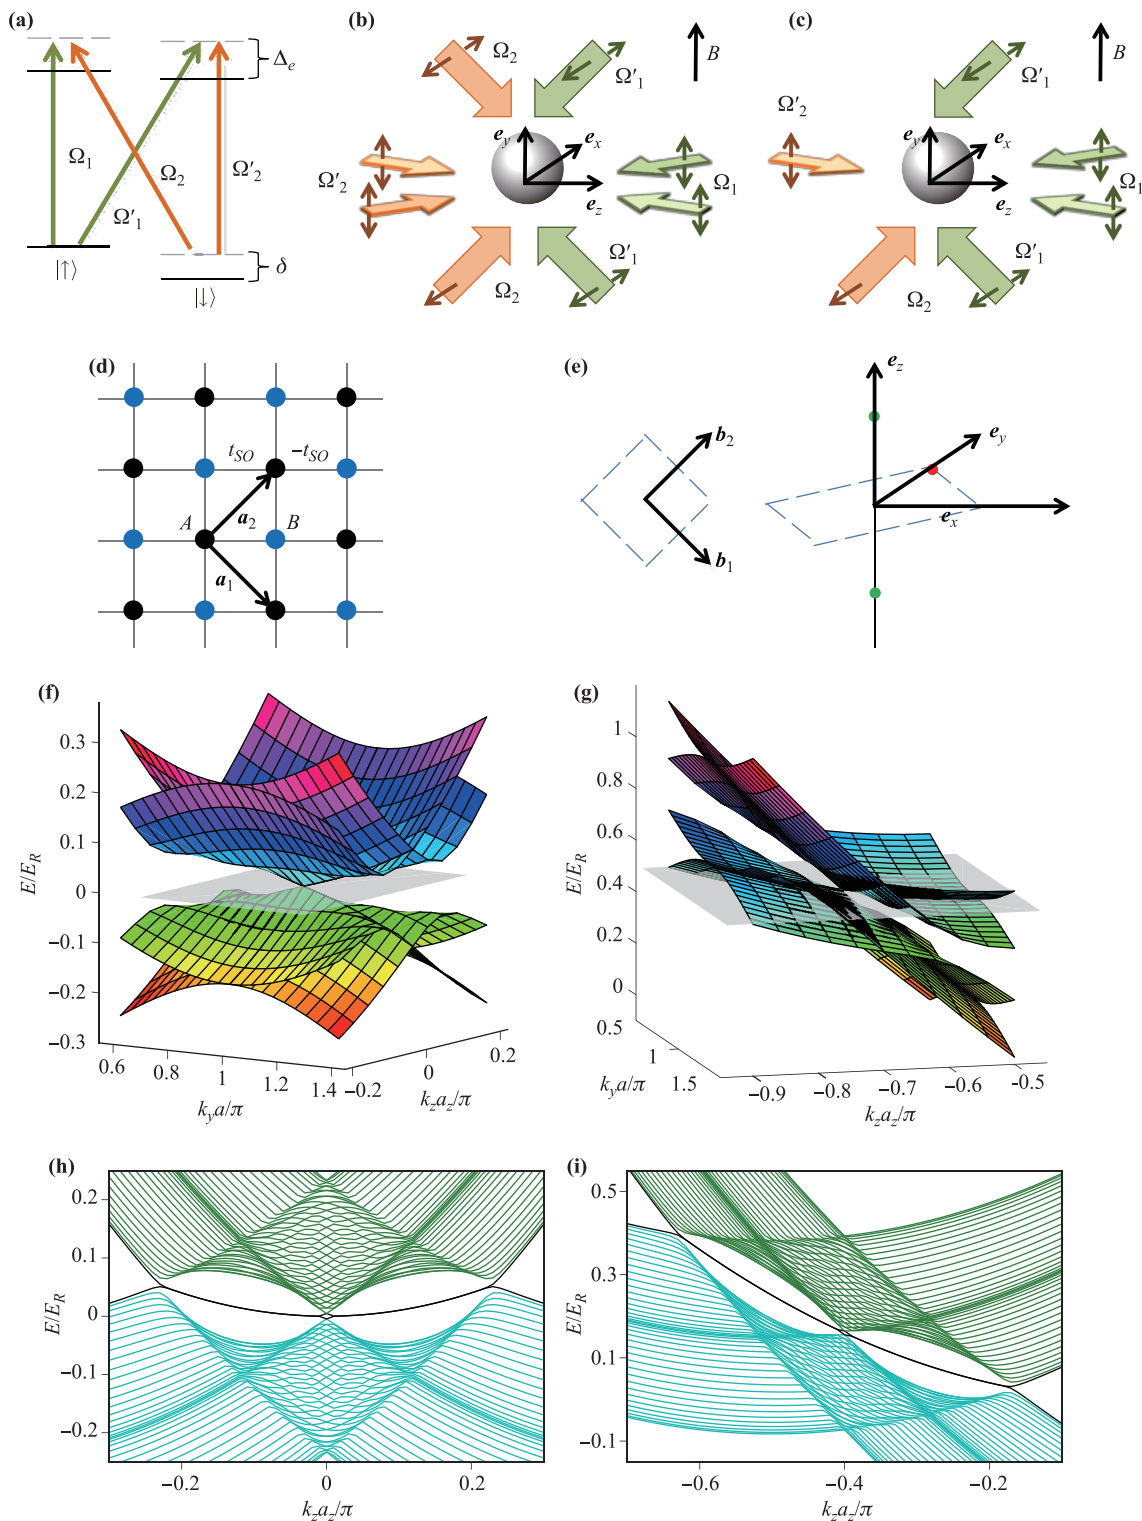 (a)
Δe
Ω1
Ω2
Ω′2
Ω′1
|↑⟩
|↓⟩
δ
(b)
Ω2
Ω′1
B
ey
ex
ez
Ω′2
Ω1
Ω2
Ω′1
(c)
Ω′1
B
Ω′2
ey
ex
ez
Ω1
Ω′1
Ω2
(d)
tSO
−tSO
A
a2
B
a1
(e)
b2
b1
ez
ey
ex
(f)
0.3
0.2
0.1
0
−0.1
−0.2
−0.3
E/ER
0.6
0.8
1
1.2
1.4
kya/π
−0.2
0
0.2
kzaz/π
(g)
1
0.8
0.6
0.4
0.2
0
E/ER
0.5
1
1.5
kya/π
−0.9
−0.8
−0.7
−0.6
−0.5
kzaz/π
(h)
0.2
0.1
0
−0.1
−0.2
E/ER
−0.2
0
0.2
kzaz/π
(i)
0.5
0.3
0.1
−0.1
E/ER
−0.6
−0.4
−0.2
kzaz/π